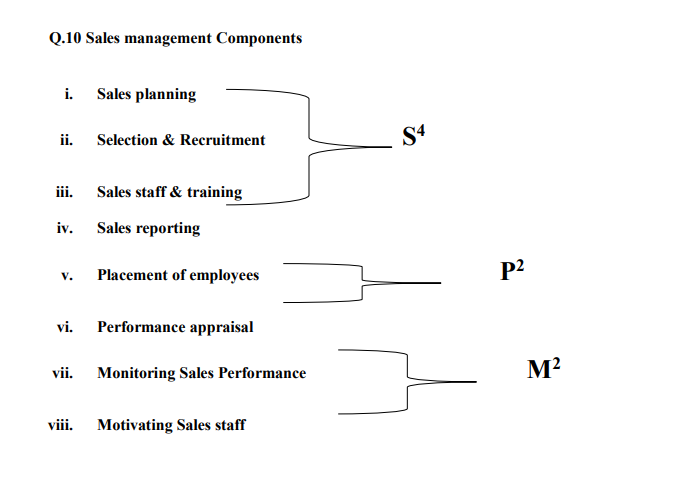 Q.10 Sales management Components
i. Sales planning
ii. Selection & Recruitment
S⁴
iii. Sales staff & training
iv. Sales reporting
v. Placement of employees
P²
vi. Performance appraisal
vii. Monitoring Sales Performance
M²
viii. Motivating Sales staff